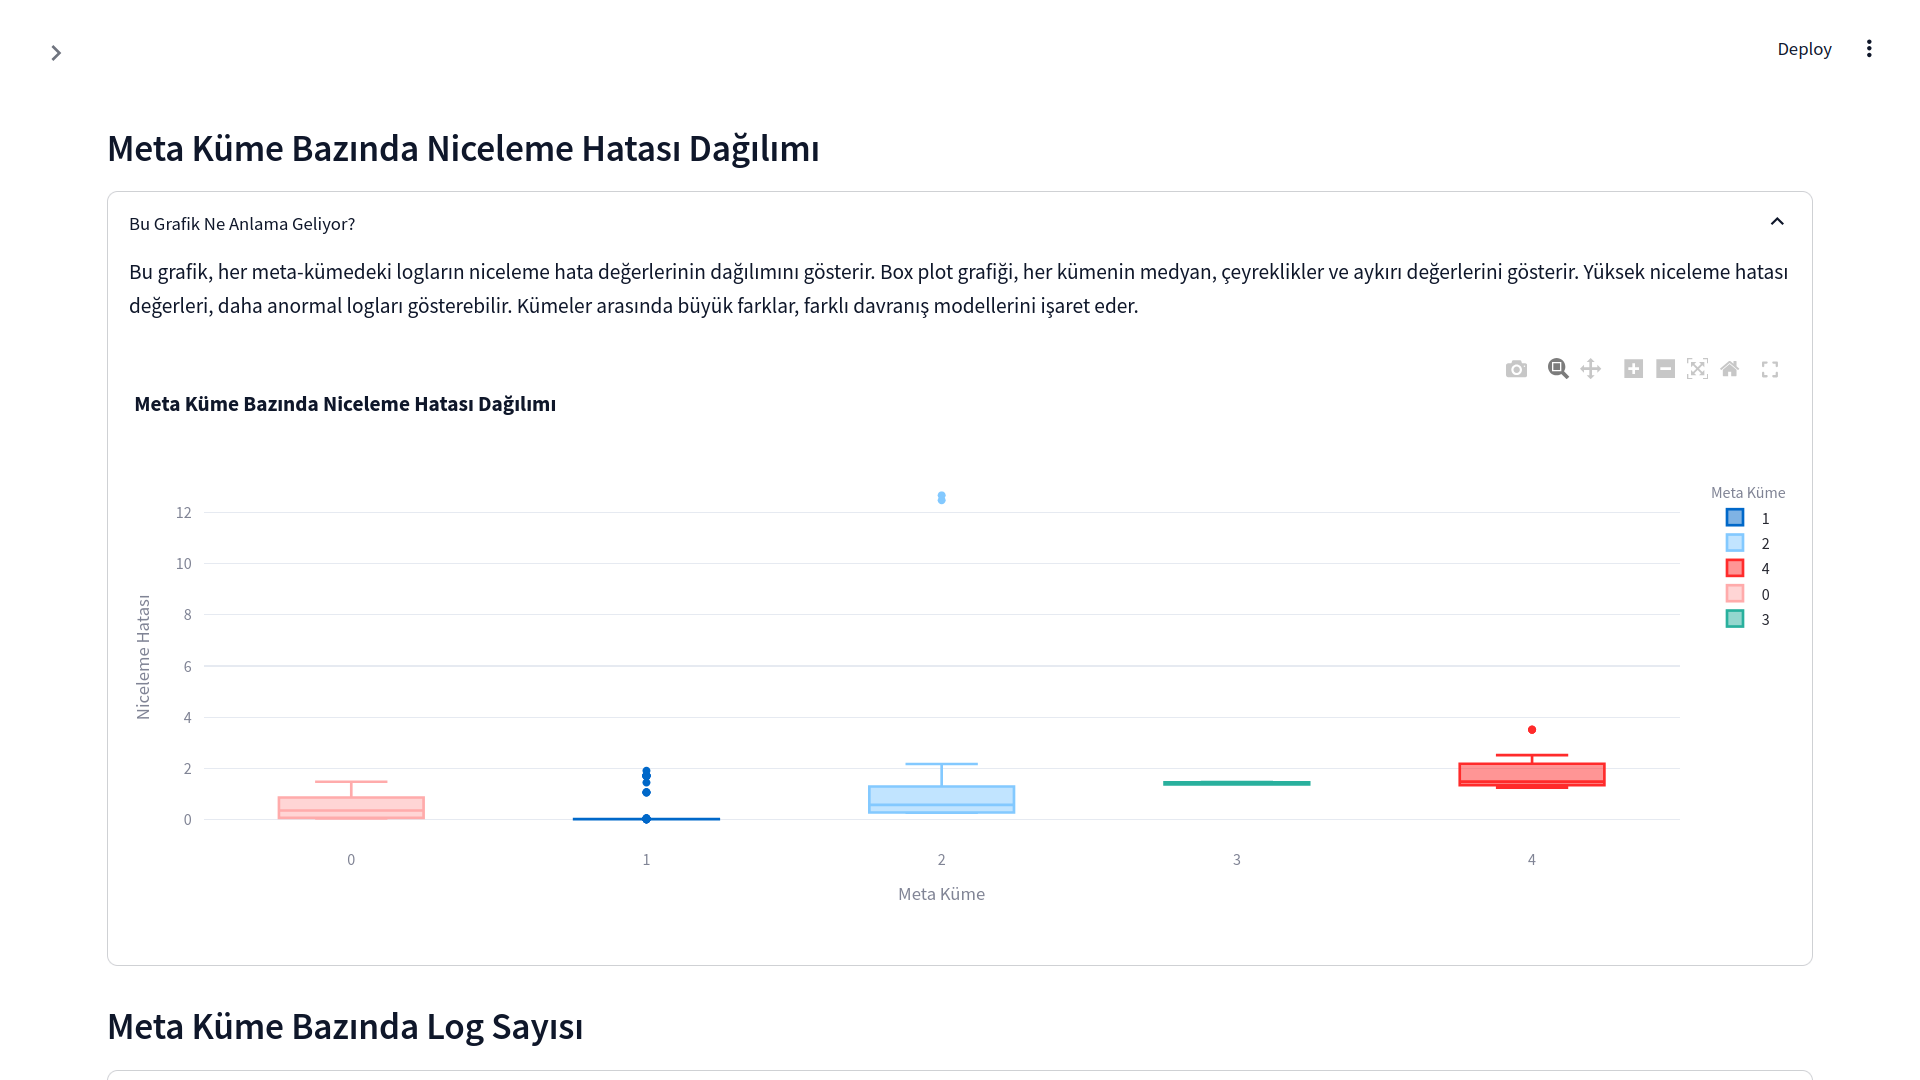 Deploy
Meta Küme Bazında Niceleme Hatası Dağılımı
Bu Grafik Ne Anlama Geliyor?
Bu grafik, her meta-kümedeki logların niceleme hata değerlerinin dağılımını gösterir. Box plot grafiği, her kümenin medyan, çeyreklikler ve aykırı değerlerini gösterir. Yüksek niceleme hatası
değerleri, daha anormal logları gösterebilir. Kümeler arasında büyük farklar, farklı davranış modellerini işaret eder.
Meta Küme Bazında Niceleme Hatası Dağılımı
Meta Küme
1
2
4
0
3
Niceleme Hatası
12
10
8
6
4
2
0
0 1 2 3 4
Meta Küme
Meta Küme Bazında Log Sayısı